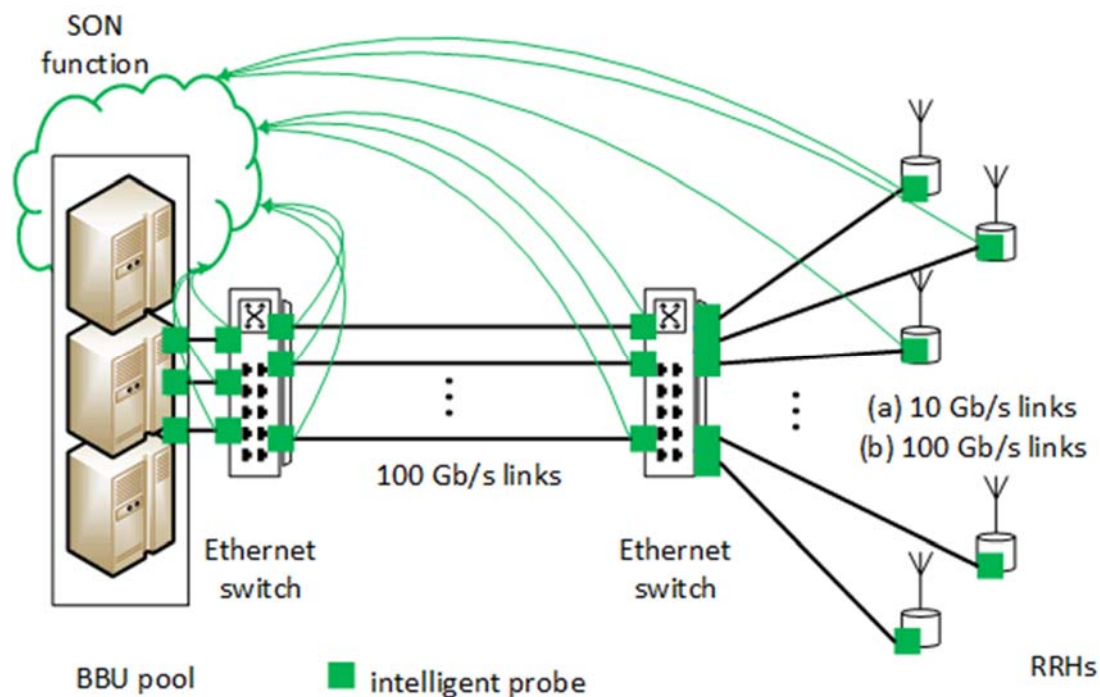 SON
function
(a) 10 Gb/s links
(b) 100 Gb/s links
100 Gb/s links
Ethernet
switch
Ethernet
switch
BBU pool
intelligent probe
RRHs